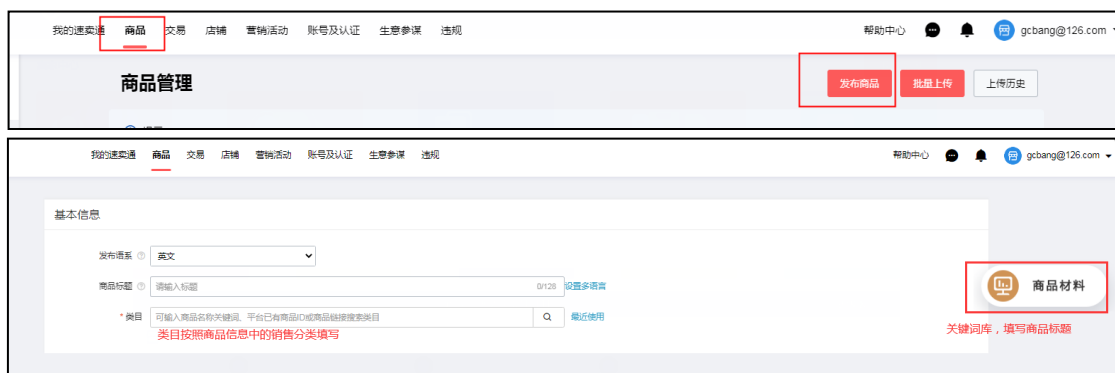 我的速卖通 商品 交易 店铺 营销活动 账号及认证 生意参谋 违规 帮助中心 gcbang@126.com
商品管理 发布商品 批量上传 上传历史
我的速卖通 商品 交易 店铺 营销活动 账号及认证 生意参谋 违规 帮助中心 gcbang@126.com
基本信息
发布语系 英文
商品标题 请输入标题 0/128 设置多语言
商品材料
* 类目 可输入商品名称关键词、平台已有商品ID或商品链接搜索类目 最近使用
类目按照商品信息中的销售分类填写
关键词库，填写商品标题